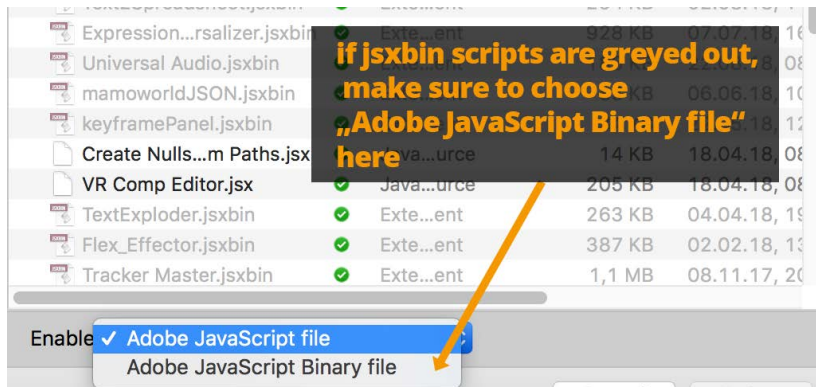 Expression...rsalizer.jsxbin Exte...ent 928 KB 07.07.18, 16
if jsxbin scripts are greyed out,
Universal Audio.jsxbin
make sure to choose
mamoworldJSON.jsxbin 06.06.18, 10
„Adobe JavaScript Binary file“
keyframePanel.jsxbin
here
Create Nulls...m Paths.jsx Java...urce 14 KB 18.04.18, 08
VR Comp Editor.jsx Java...urce 205 KB 18.04.18, 08
TextExploder.jsxbin Exte...ent 263 KB 04.04.18, 19
Flex_Effector.jsxbin Exte...ent 387 KB 02.02.18, 13
Tracker Master.jsxbin Exte...ent 1,1 MB 08.11.17, 20
Enable ✓ Adobe JavaScript file
Adobe JavaScript Binary file